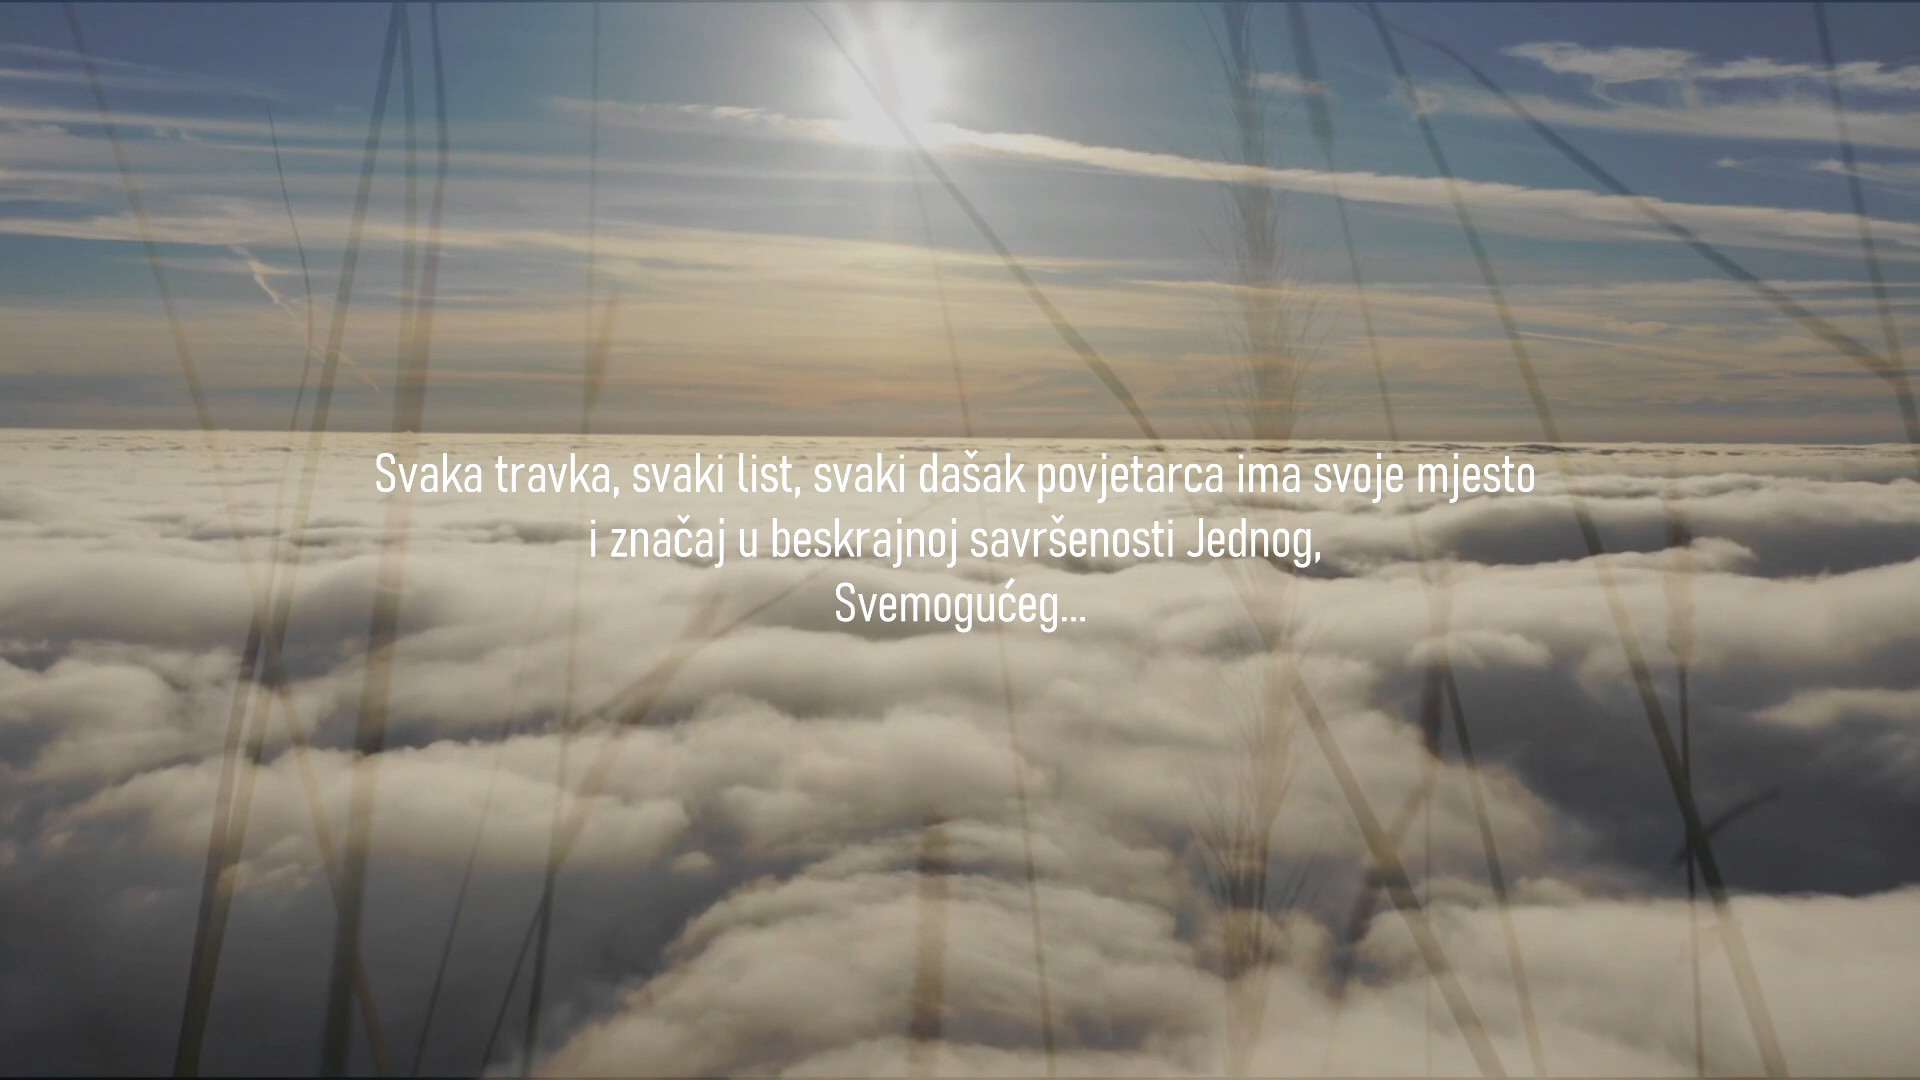 Svaka travka, svaki list, svaki dašak povjetarca ima svoje mjesto
i značaj u beskrajnoj savršenosti Jednog,
Svemogućeg...